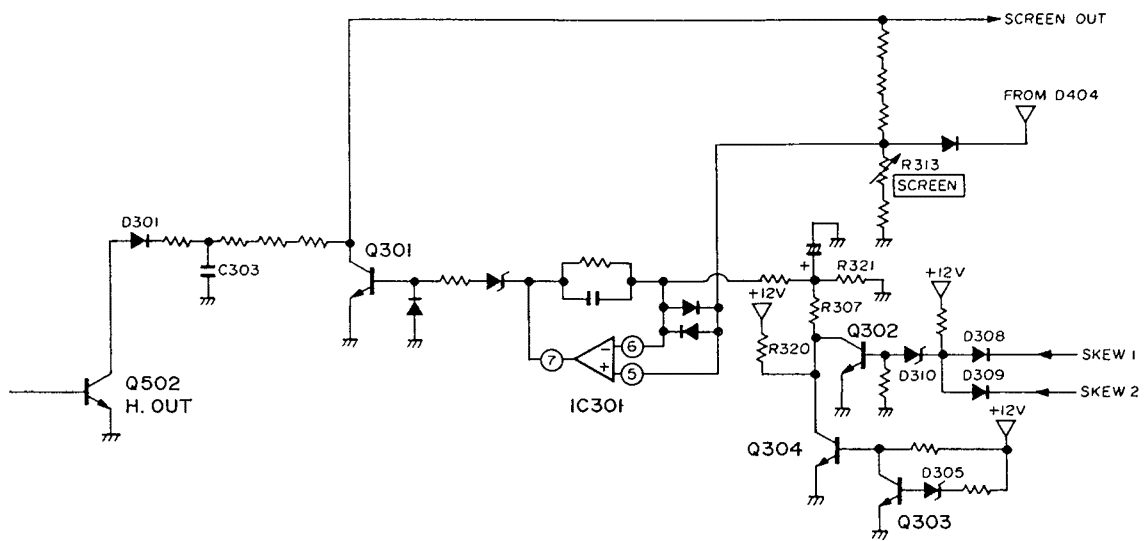 SCREEN OUT
FROM D404
R313
SCREEN
D301
Q301
C303
+
R321
+12V
+12V
R307
Q302
R320
D308
SKEW 1
− 6
7
+ 5
D310
D309
SKEW 2
Q502
H. OUT
IC301
+12V
Q304
D305
Q303